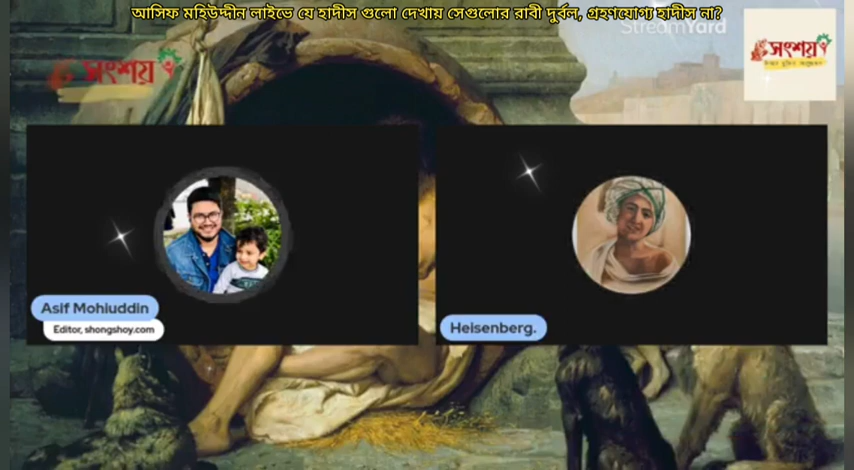 আসিফ মহিউদ্দীন লাইভে যে হাদীস গুলো দেখায় সেগুলোর রাবী দুর্বল, গ্রহণযোগ্য হাদীস না?
StreamYard
সংশয়
সংশয়
Asif Mohiuddin
Editor, shongshoy.com
Heisenberg.